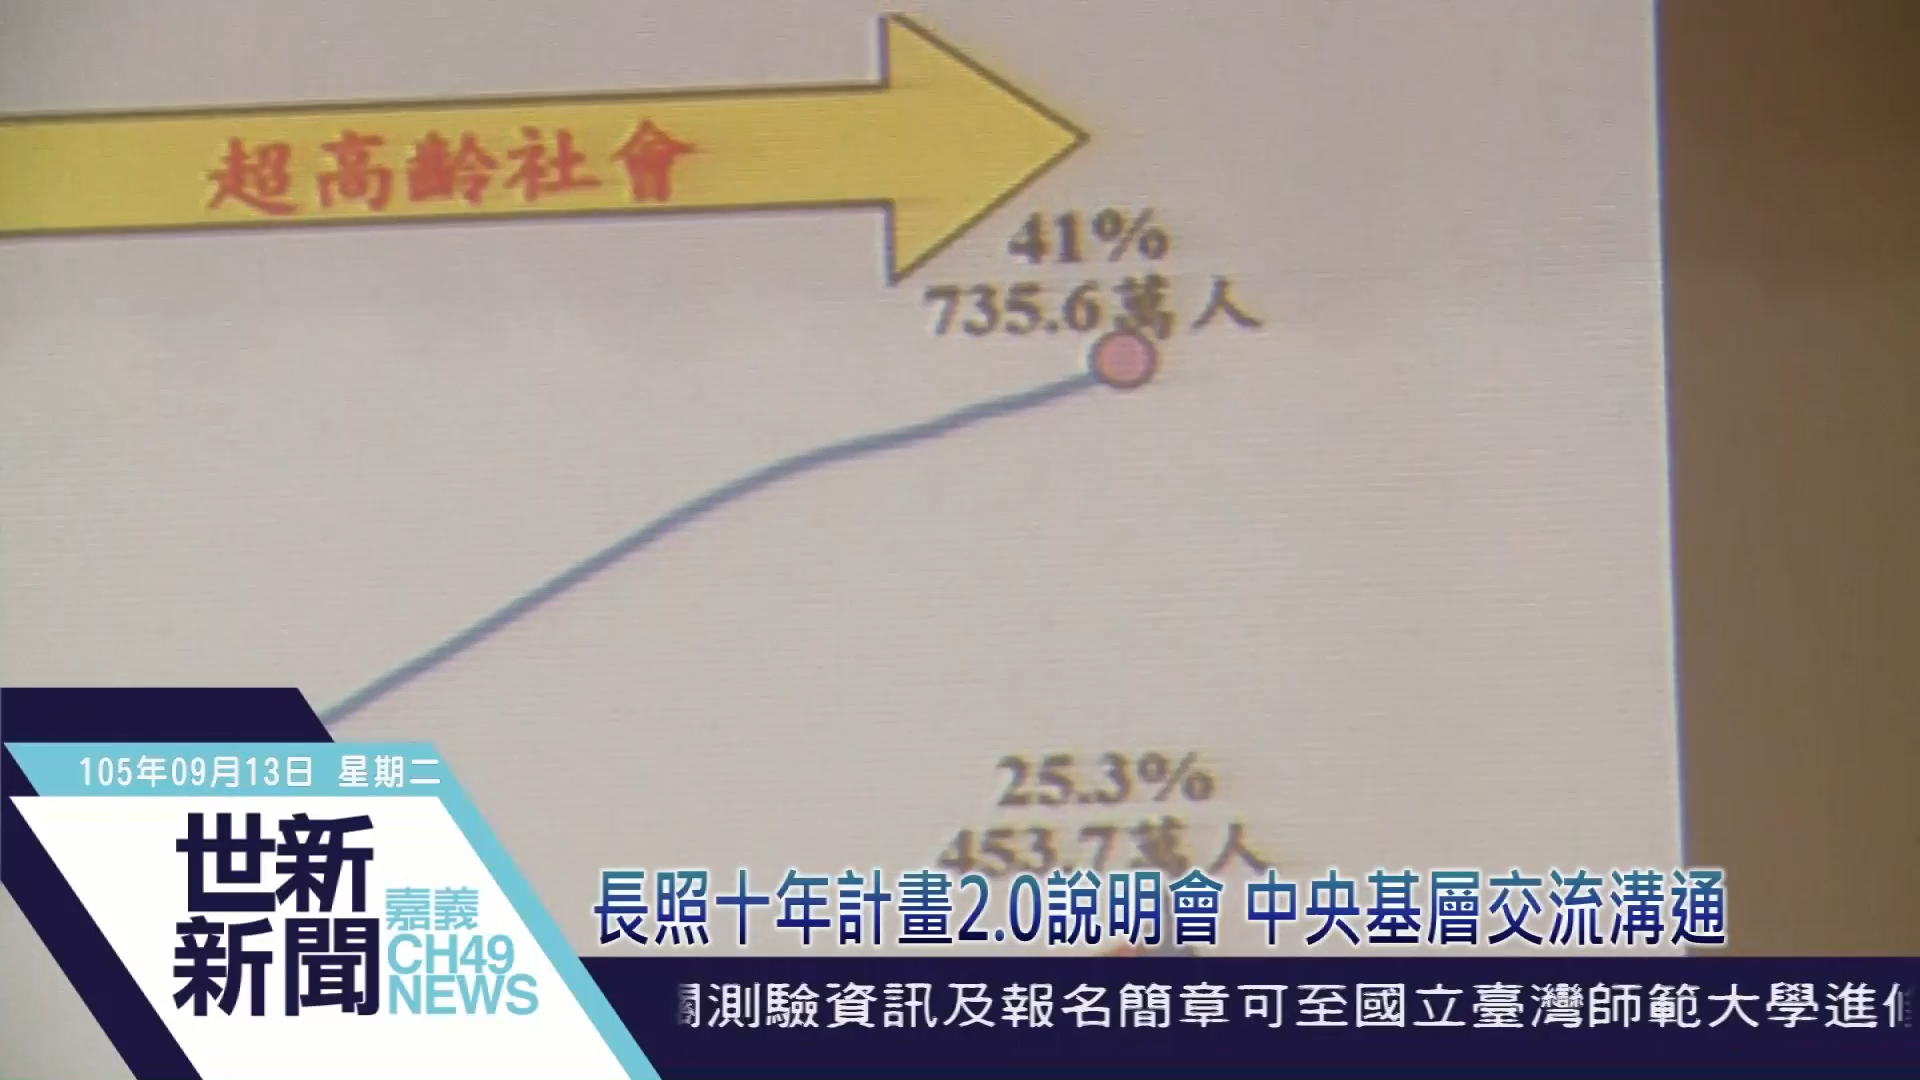 超高齡社會
41%
735.6萬人
25.3%
453.7萬人
105年09月13日 星期二
世新
新聞
嘉義
CH49
NEWS
長照十年計畫2.0說明會 中央基層交流溝通
測驗資訊及報名簡章可至國立臺灣師範大學進